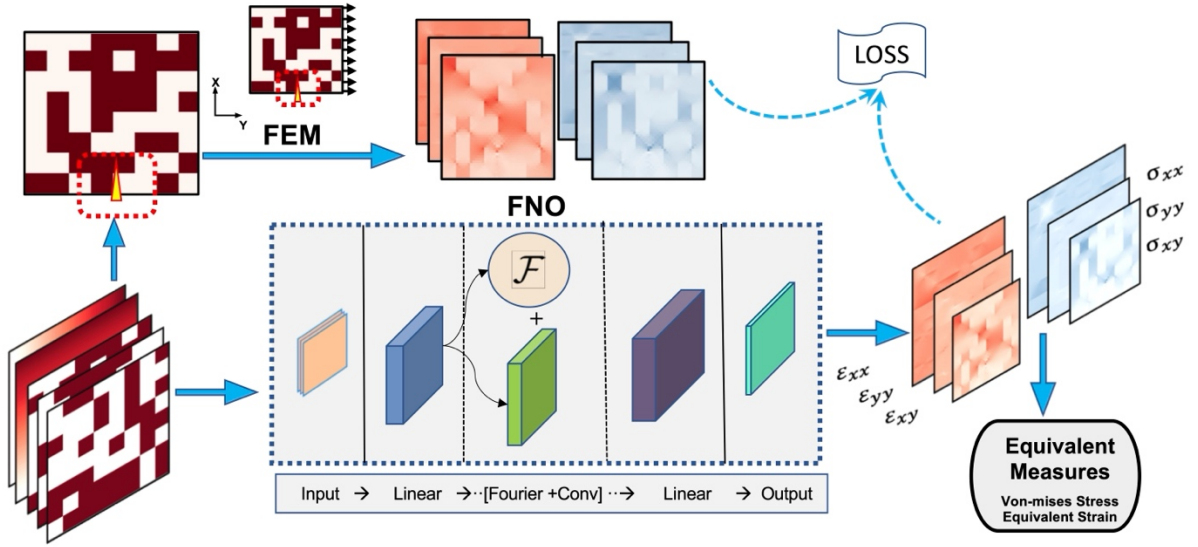 X
Y
FEM
LOSS
FNO
σxx
σyy
σxy
ℱ
+
εxx
εyy
εxy
Input → Linear →··[Fourier +Conv] ··→ Linear → Output
Equivalent
Measures
Von-mises Stress
Equivalent Strain